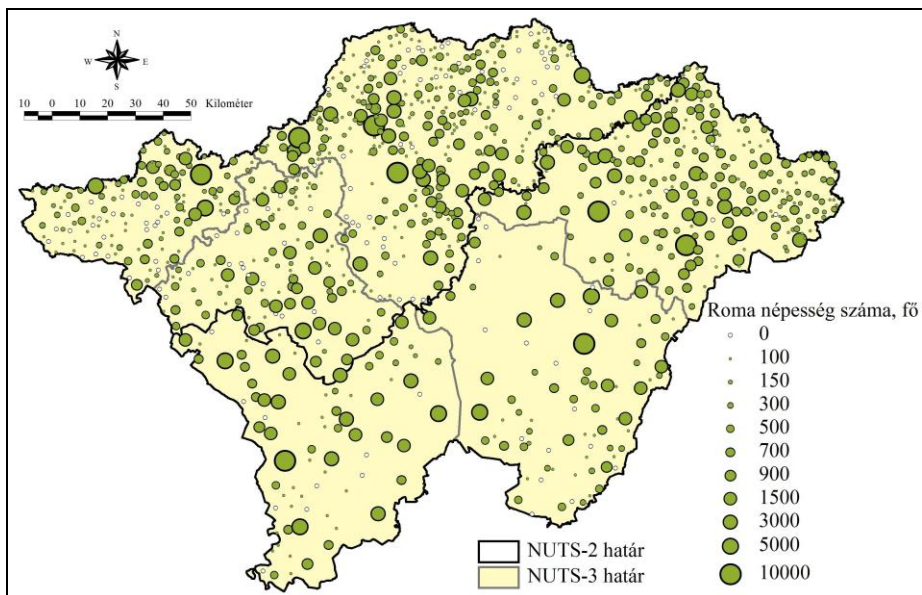 N
W E
S
10 0 10 20 30 40 50 Kilométer
Roma népesség száma, fő
0
100
150
300
500
700
900
1500
3000
5000
10000
NUTS-2 határ
NUTS-3 határ